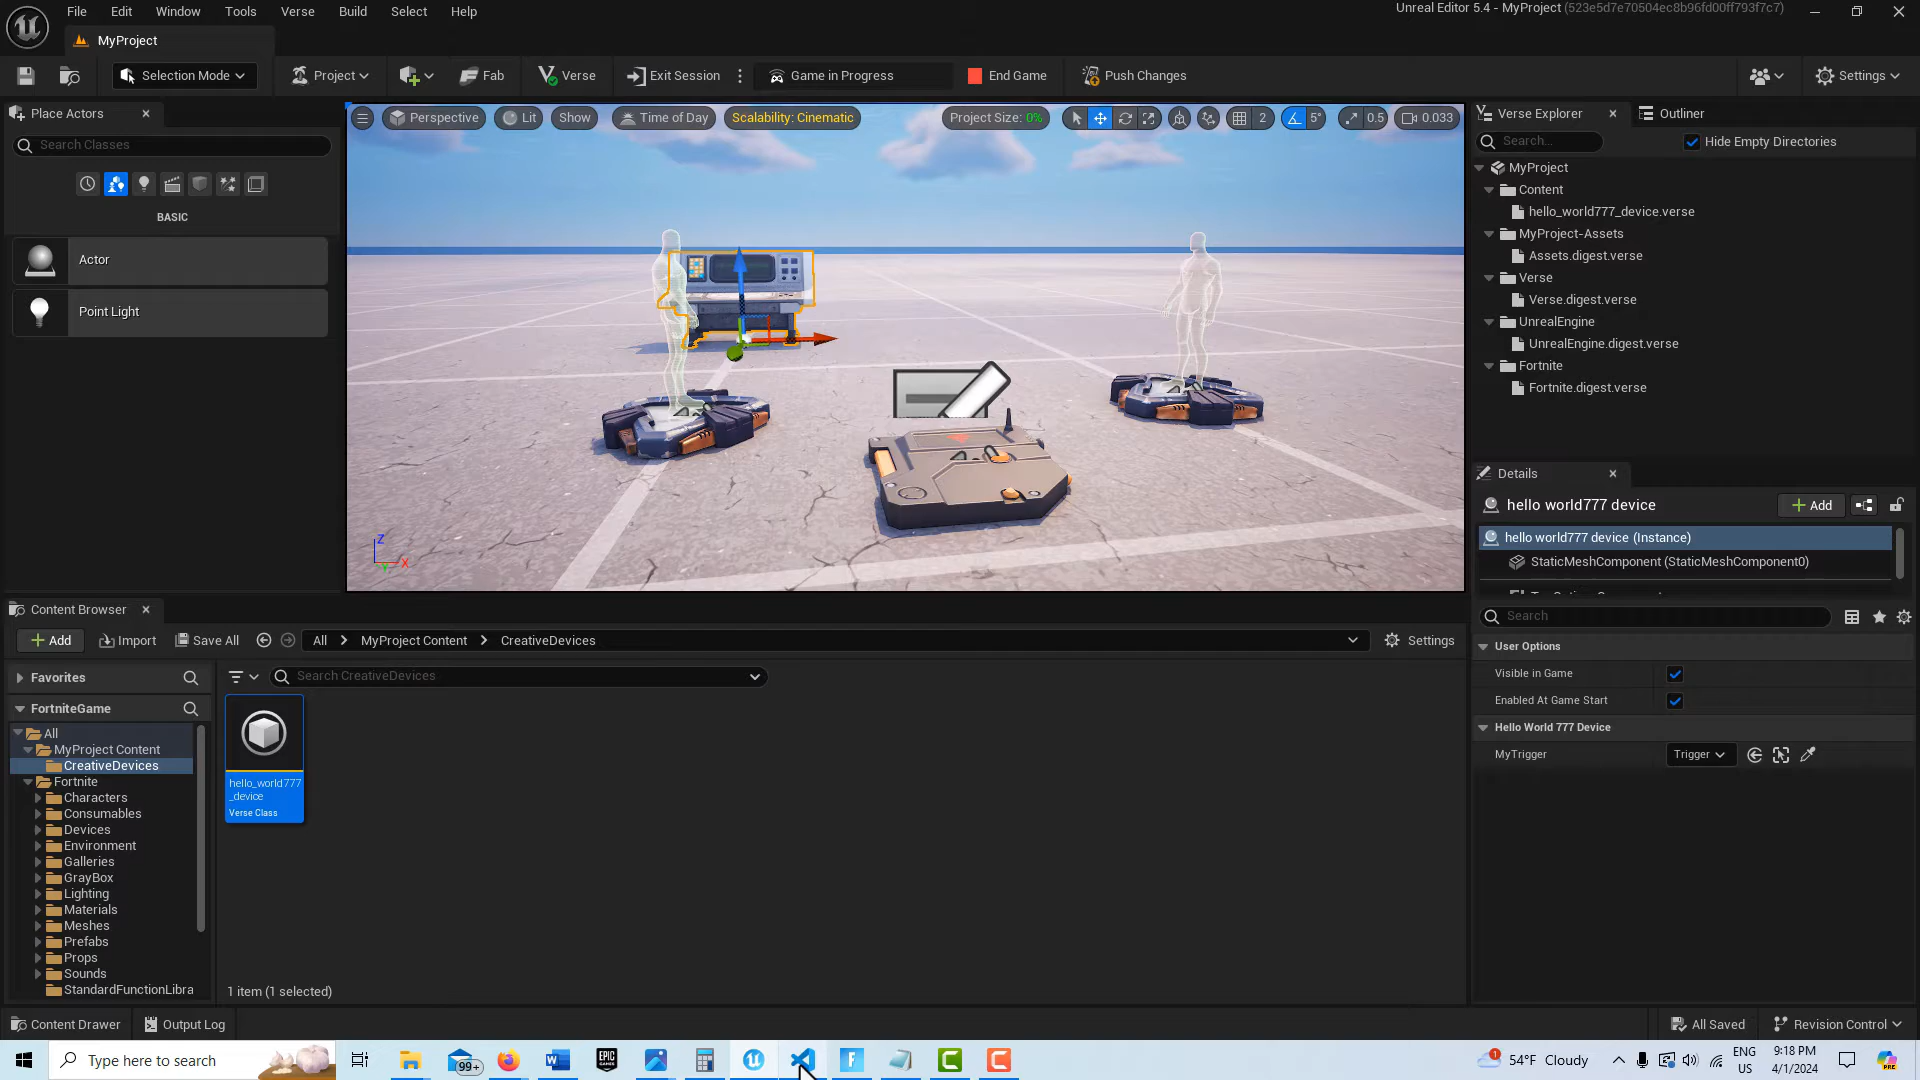 File Edit Window Tools Verse Build Select Help
Unreal Editor 5.4 - MyProject (523e5d7e70504ec8b96fd00ff793f7c7)
MyProject
Selection Mode Project Fab Verse Exit Session Game in Progress End Game Push Changes Settings
Place Actors
Search Classes
BASIC
Actor
Point Light
Perspective Lit Show Time of Day Scalability: Cinematic Project Size: 0% 2 5° 0.5 0.033
Z
X
Y
Verse Explorer Outliner
Search... Hide Empty Directories
MyProject
Content
hello_world777_device.verse
MyProject-Assets
Assets.digest.verse
Verse
Verse.digest.verse
UnrealEngine
UnrealEngine.digest.verse
Fortnite
Fortnite.digest.verse
Details
hello world777 device Add
hello world777 device (Instance)
StaticMeshComponent (StaticMeshComponent0)
Search
User Options
Visible in Game
Enabled At Game Start
Hello World 777 Device
MyTrigger Trigger
Content Browser
Add Import Save All All MyProject Content CreativeDevices Settings
Favorites
FortniteGame
All
MyProject Content
CreativeDevices
Fortnite
Characters
Consumables
Devices
Environment
Galleries
GrayBox
Lighting
Materials
Meshes
Prefabs
Props
Sounds
StandardFunctionLibra
Search CreativeDevices
hello_world777
_device
Verse Class
1 item (1 selected)
Content Drawer Output Log All Saved Revision Control
Type here to search
99+
EPIC
GAMES
1
54°F Cloudy
ENG
US
9:18 PM
4/1/2024
PRE